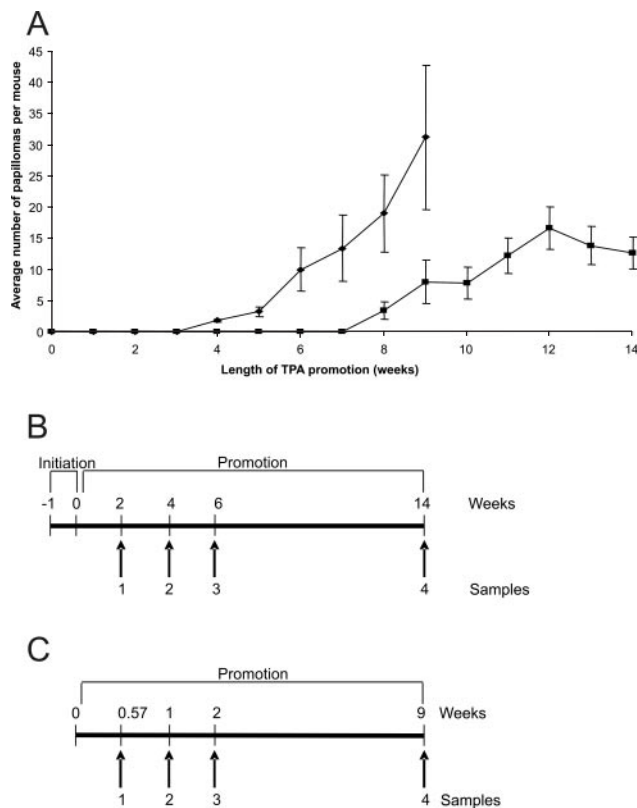 A
Average number of papillomas per mouse
45
40
35
30
25
20
15
10
5
0
0 2 4 6 8 10 12 14
Length of TPA promotion (weeks)
B
Initiation Promotion
-1 0 2 4 6 14 Weeks
1 2 3 4 Samples
C
Promotion
0 0.57 1 2 9 Weeks
1 2 3 4 Samples